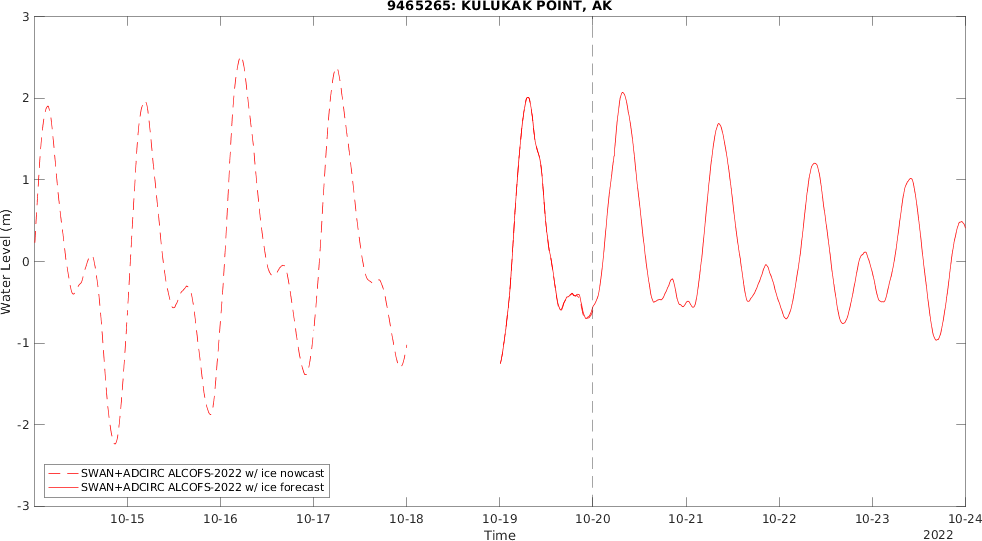 9465265: KULUKAK POINT, AK
3
2
1
0
-1
-2
-3
Water Level (m)
SWAN+ADCIRC ALCOFS-2022 w/ ice nowcast
SWAN+ADCIRC ALCOFS-2022 w/ ice forecast
10-15 10-16 10-17 10-18 10-19 10-20 10-21 10-22 10-23 10-24
Time
2022